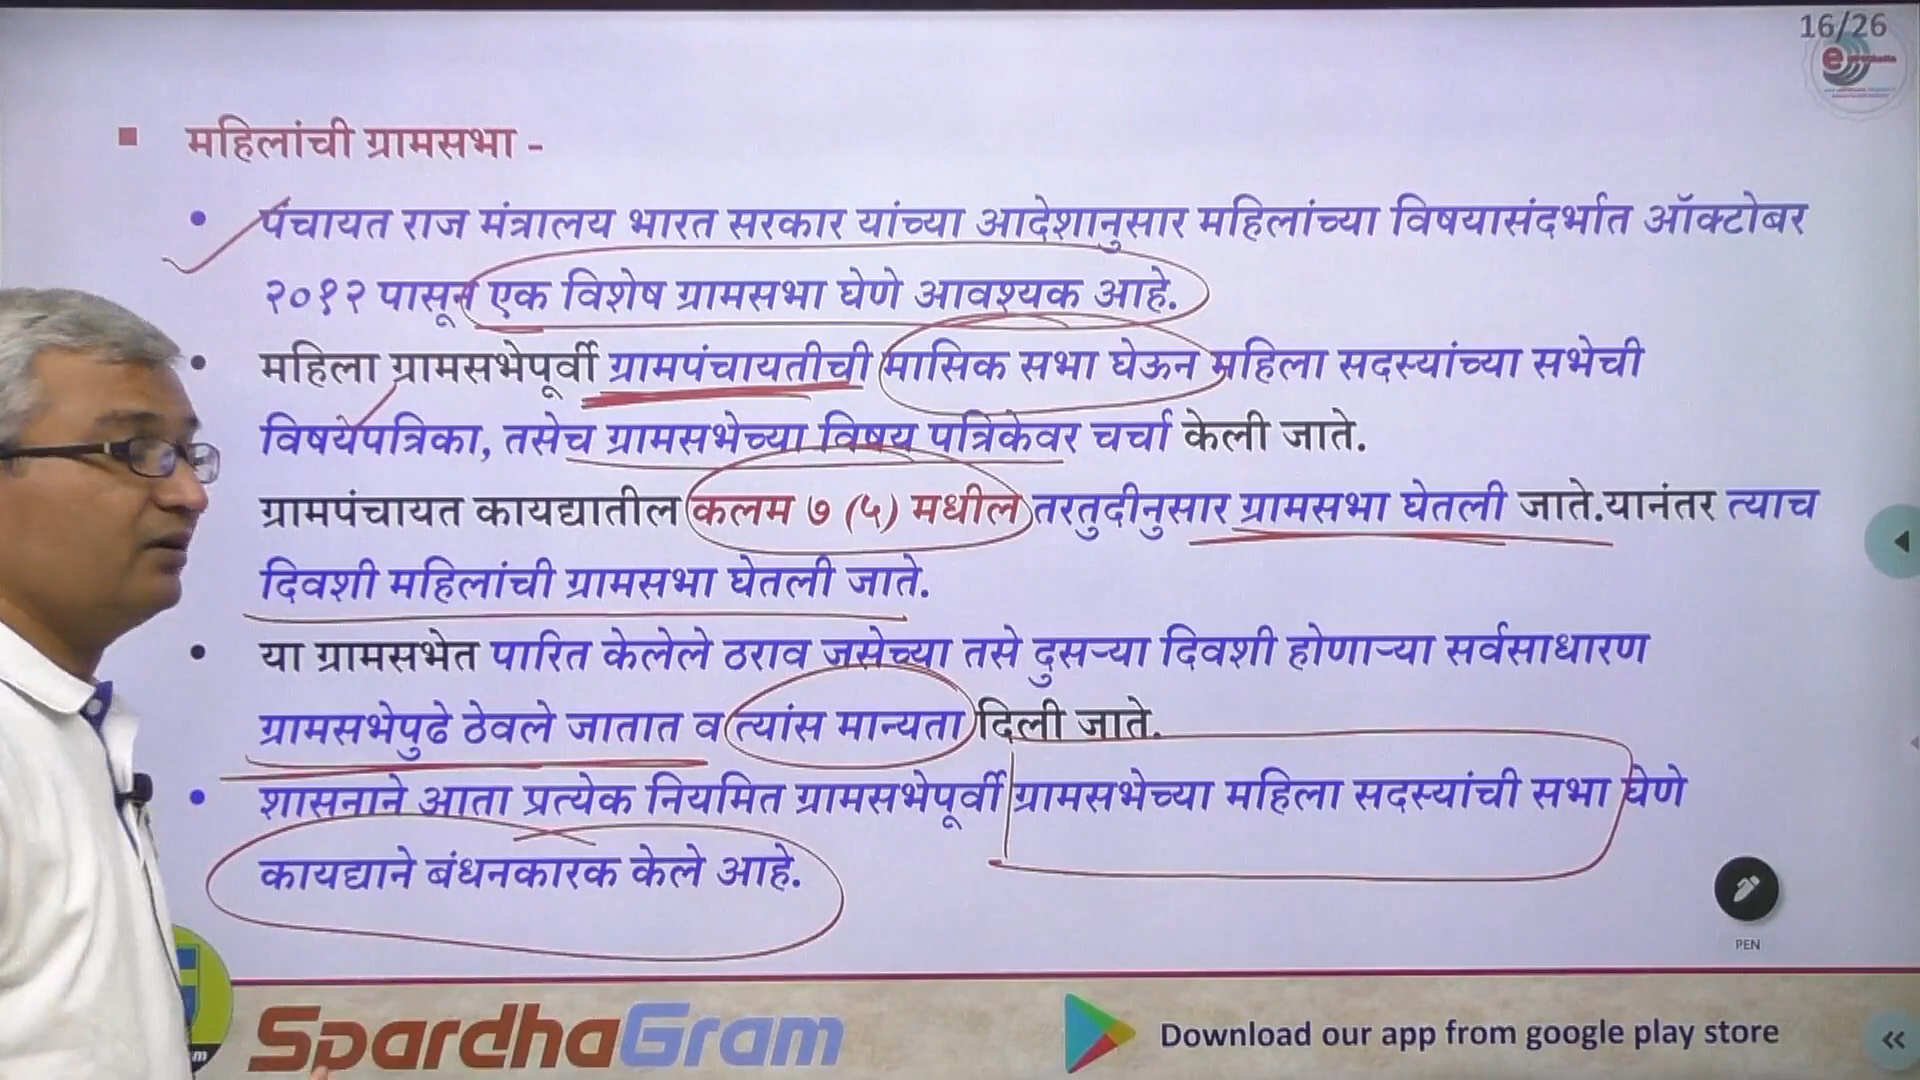 16/26
महिलांची ग्रामसभा -
पंचायत राज मंत्रालय भारत सरकार यांच्या आदेशानुसार महिलांच्या विषयासंदर्भात ऑक्टोबर
२०१२ पासून एक विशेष ग्रामसभा घेणे आवश्यक आहे.
महिला ग्रामसभेपूर्वी ग्रामपंचायतीची मासिक सभा घेऊन महिला सदस्यांच्या सभेची
विषयेपत्रिका, तसेच ग्रामसभेच्या विषय पत्रिकेवर चर्चा केली जाते.
ग्रामपंचायत कायद्यातील कलम ७ (५) मधील तरतुदीनुसार ग्रामसभा घेतली जाते.यानंतर त्याच
दिवशी महिलांची ग्रामसभा घेतली जाते.
या ग्रामसभेत पारित केलेले ठराव जसेच्या तसे दुसऱ्या दिवशी होणाऱ्या सर्वसाधारण
ग्रामसभेपुढे ठेवले जातात व त्यांस मान्यता दिली जाते.
शासनाने आता प्रत्येक नियमित ग्रामसभेपूर्वी ग्रामसभेच्या महिला सदस्यांची सभा घेणे
कायद्याने बंधनकारक केले आहे.
PEN
SpardhaGram
Download our app from google play store